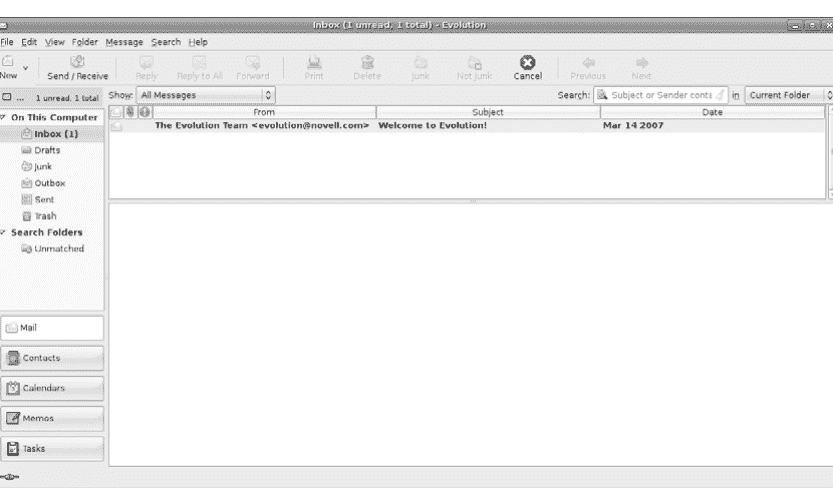 Inbox (1 unread, 1 total) - Evolution
File Edit View Folder Message Search Help
New Send / Receive Reply Reply to All Forward Print Delete Junk Not Junk Cancel Previous Next
... 1 unread, 1 total Show: All Messages Search: Subject or Sender conta in Current Folder
On This Computer
From Subject Date
The Evolution Team <evolution@novell.com> Welcome to Evolution! Mar 14 2007
Inbox (1)
Drafts
Junk
Outbox
Sent
Trash
Search Folders
Unmatched
Mail
Contacts
Calendars
Memos
Tasks